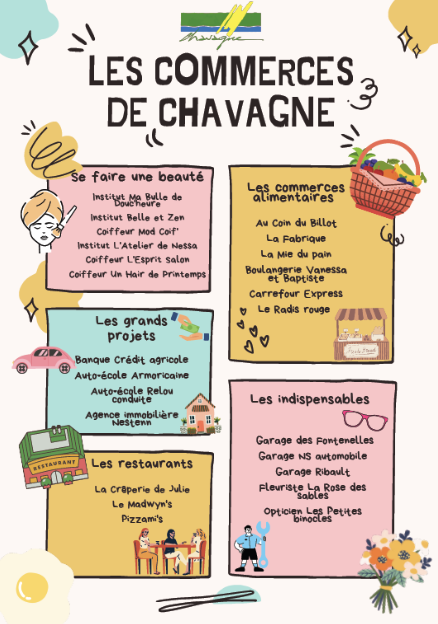 Chavagne
LES COMMERCES
DE CHAVAGNE
Se faire une beauté
Institut Ma Bulle de
Douc'heure
Institut Belle et Zen
Coiffeur Mod Coif'
Institut L'Atelier de Nessa
Coiffeur L'Esprit Salon
Coiffeur Un Hair de Printemps
Les commerces
alimentaires
Au Coin du Billot
La Fabrique
La Mie du pain
Boulangerie Vanessa
et Baptiste
Carrefour Express
Le Radis rouge
Les grands
projets
Banque Crédit agricole
Auto-école Armoricaine
Auto-école Relou
conduite
Agence immobilière
Nestenn
Les indispensables
Garage des Fontenelles
Garage NS automobile
Garage Ribault
Fleuriste La Rose des
sables
Opticien Les Petites
binocles
RESTAURANT
Les restaurants
La Crêperie de Julie
Le Madwyn's
Pizzami's